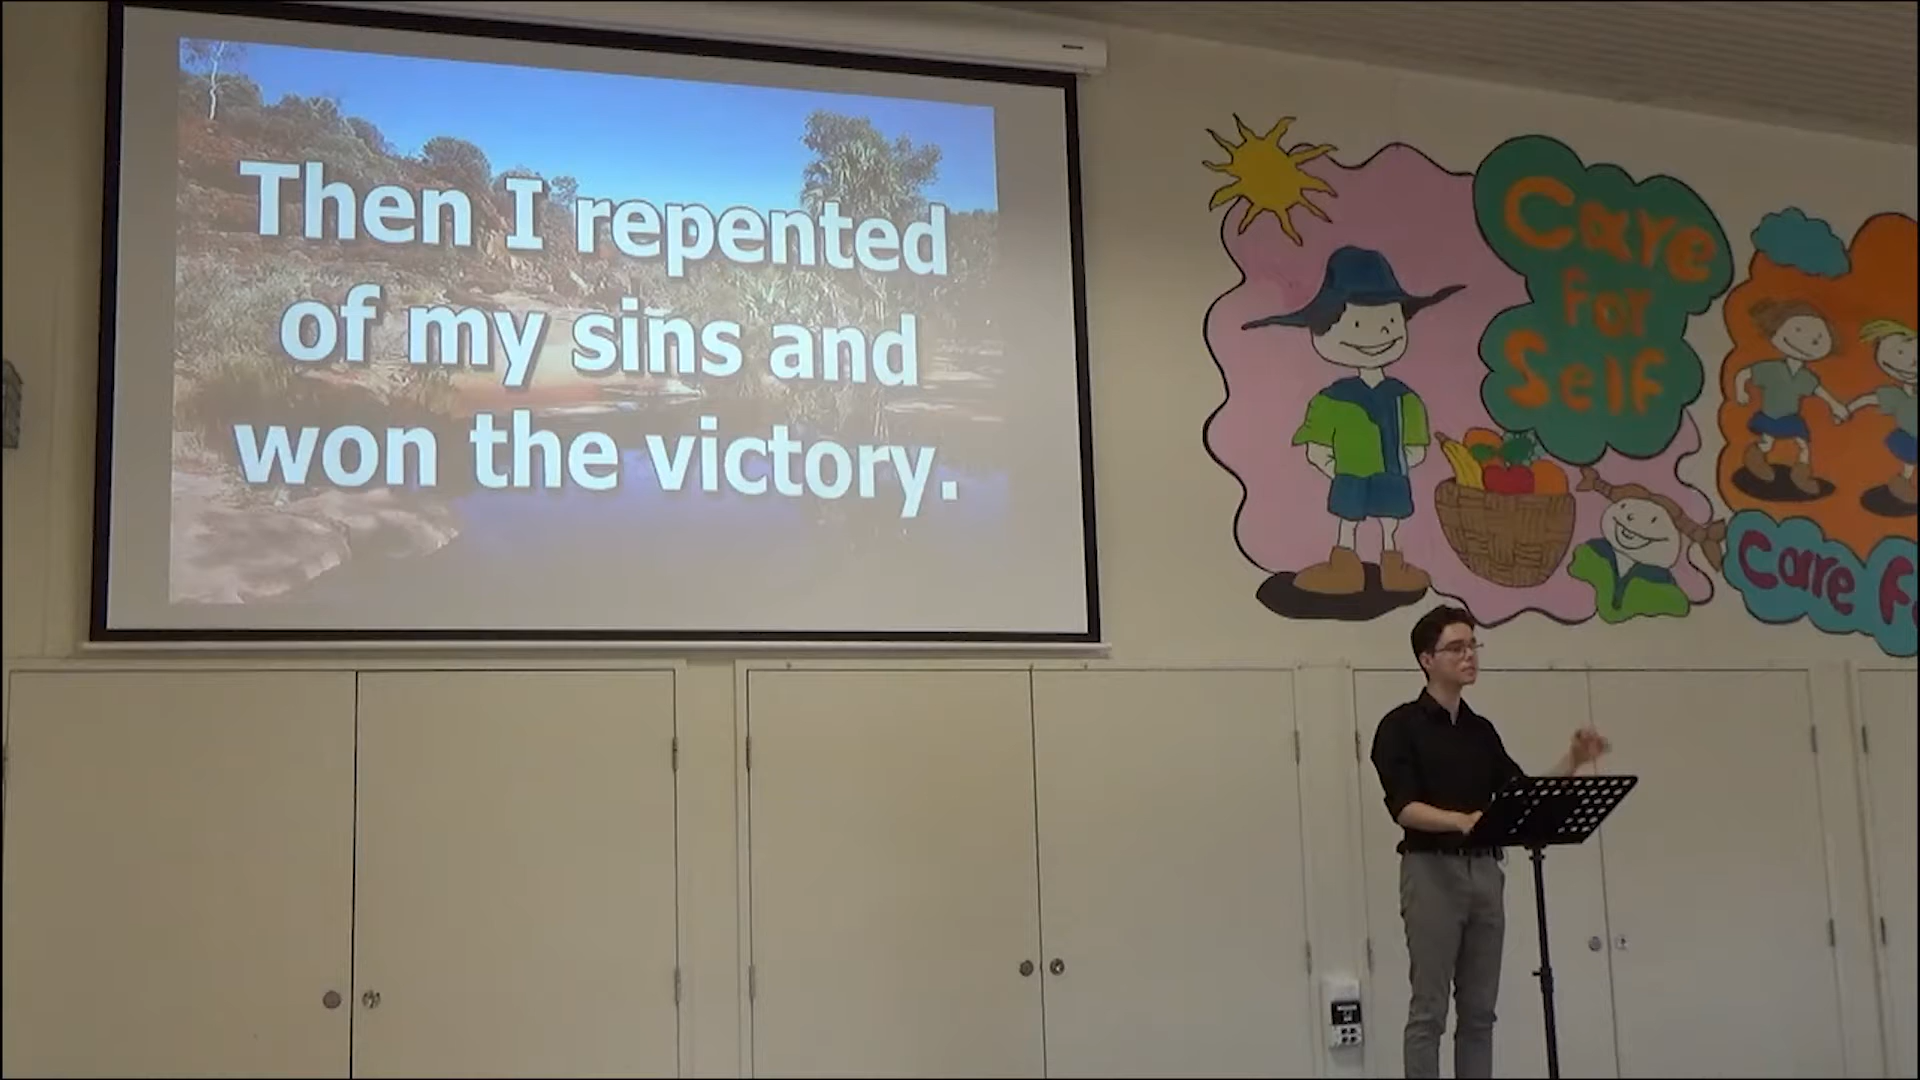 Then I repented
of my sins and
won the victory.
Care
For
Self
Care F